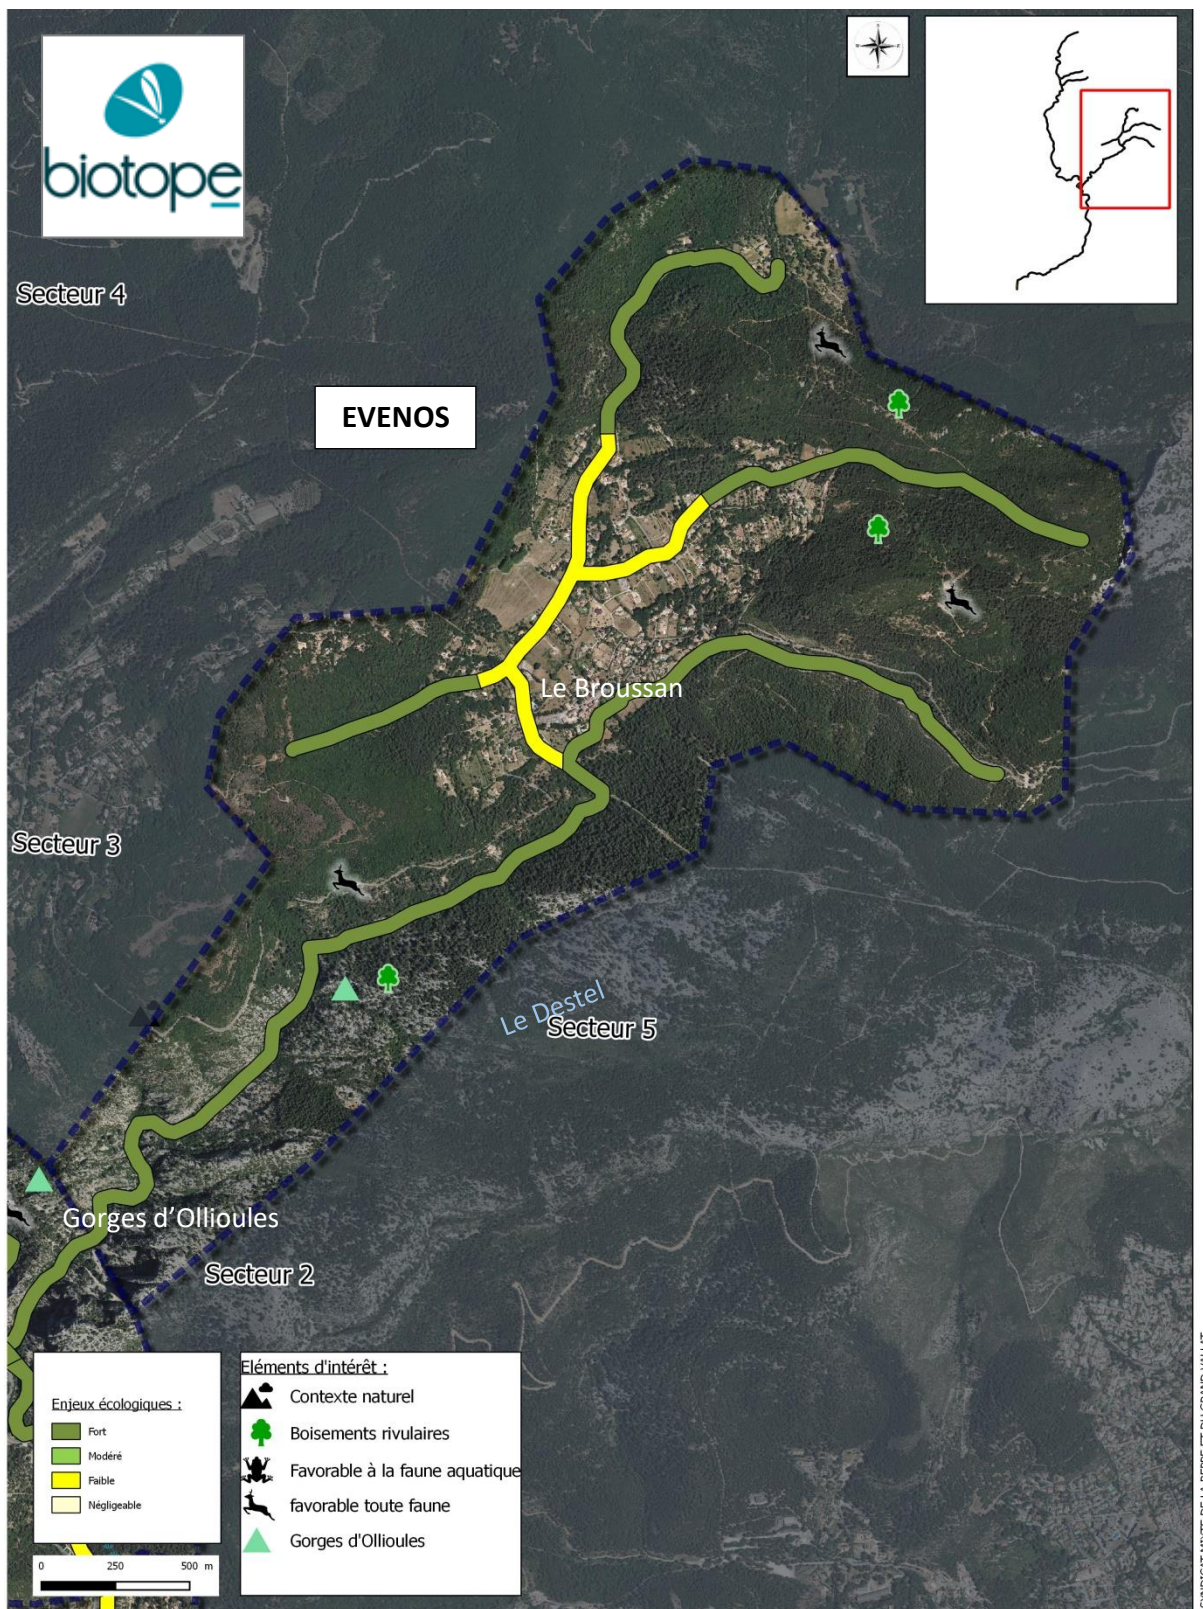 biotope
Secteur 4
EVENOS
Le Broussan
Secteur 3
Le Destel
Secteur 5
Gorges d'Ollioules
Secteur 2
Enjeux écologiques :
Fort
Modéré
Faible
Négligeable
0 250 500 m
Eléments d'intérêt :
Contexte naturel
Boisements rivulaires
Favorable à la faune aquatique
favorable toute faune
Gorges d'Ollioules